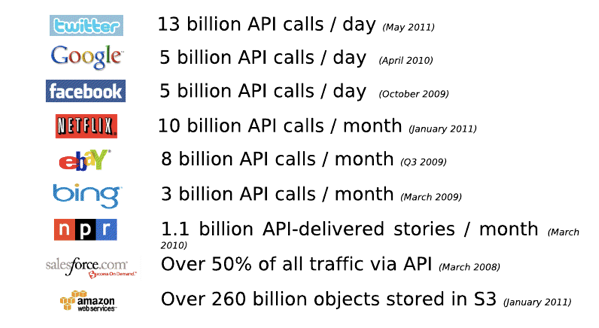 twitter 13 billion API calls / day (May 2011)
Google 5 billion API calls / day (April 2010)
facebook 5 billion API calls / day (October 2009)
NETFLIX 10 billion API calls / month (January 2011)
ebay 8 billion API calls / month (Q3 2009)
bing 3 billion API calls / month (March 2009)
npr 1.1 billion API-delivered stories / month (March
2010)
salesforce.com Over 50% of all traffic via API (March 2008)
Success On Demand.
amazon Over 260 billion objects stored in S3 (January 2011)
webservices